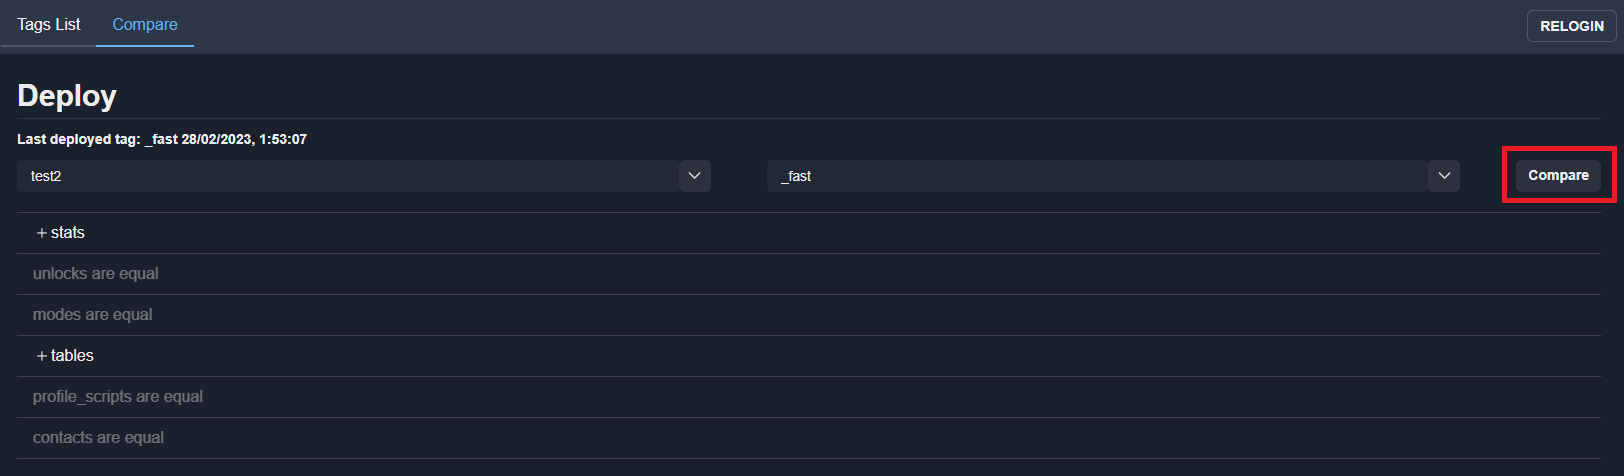 Tags List Compare RELOGIN
Deploy
Last deployed tag: _fast 28/02/2023, 1:53:07
test2 _fast Compare
+ stats
unlocks are equal
modes are equal
+ tables
profile_scripts are equal
contacts are equal